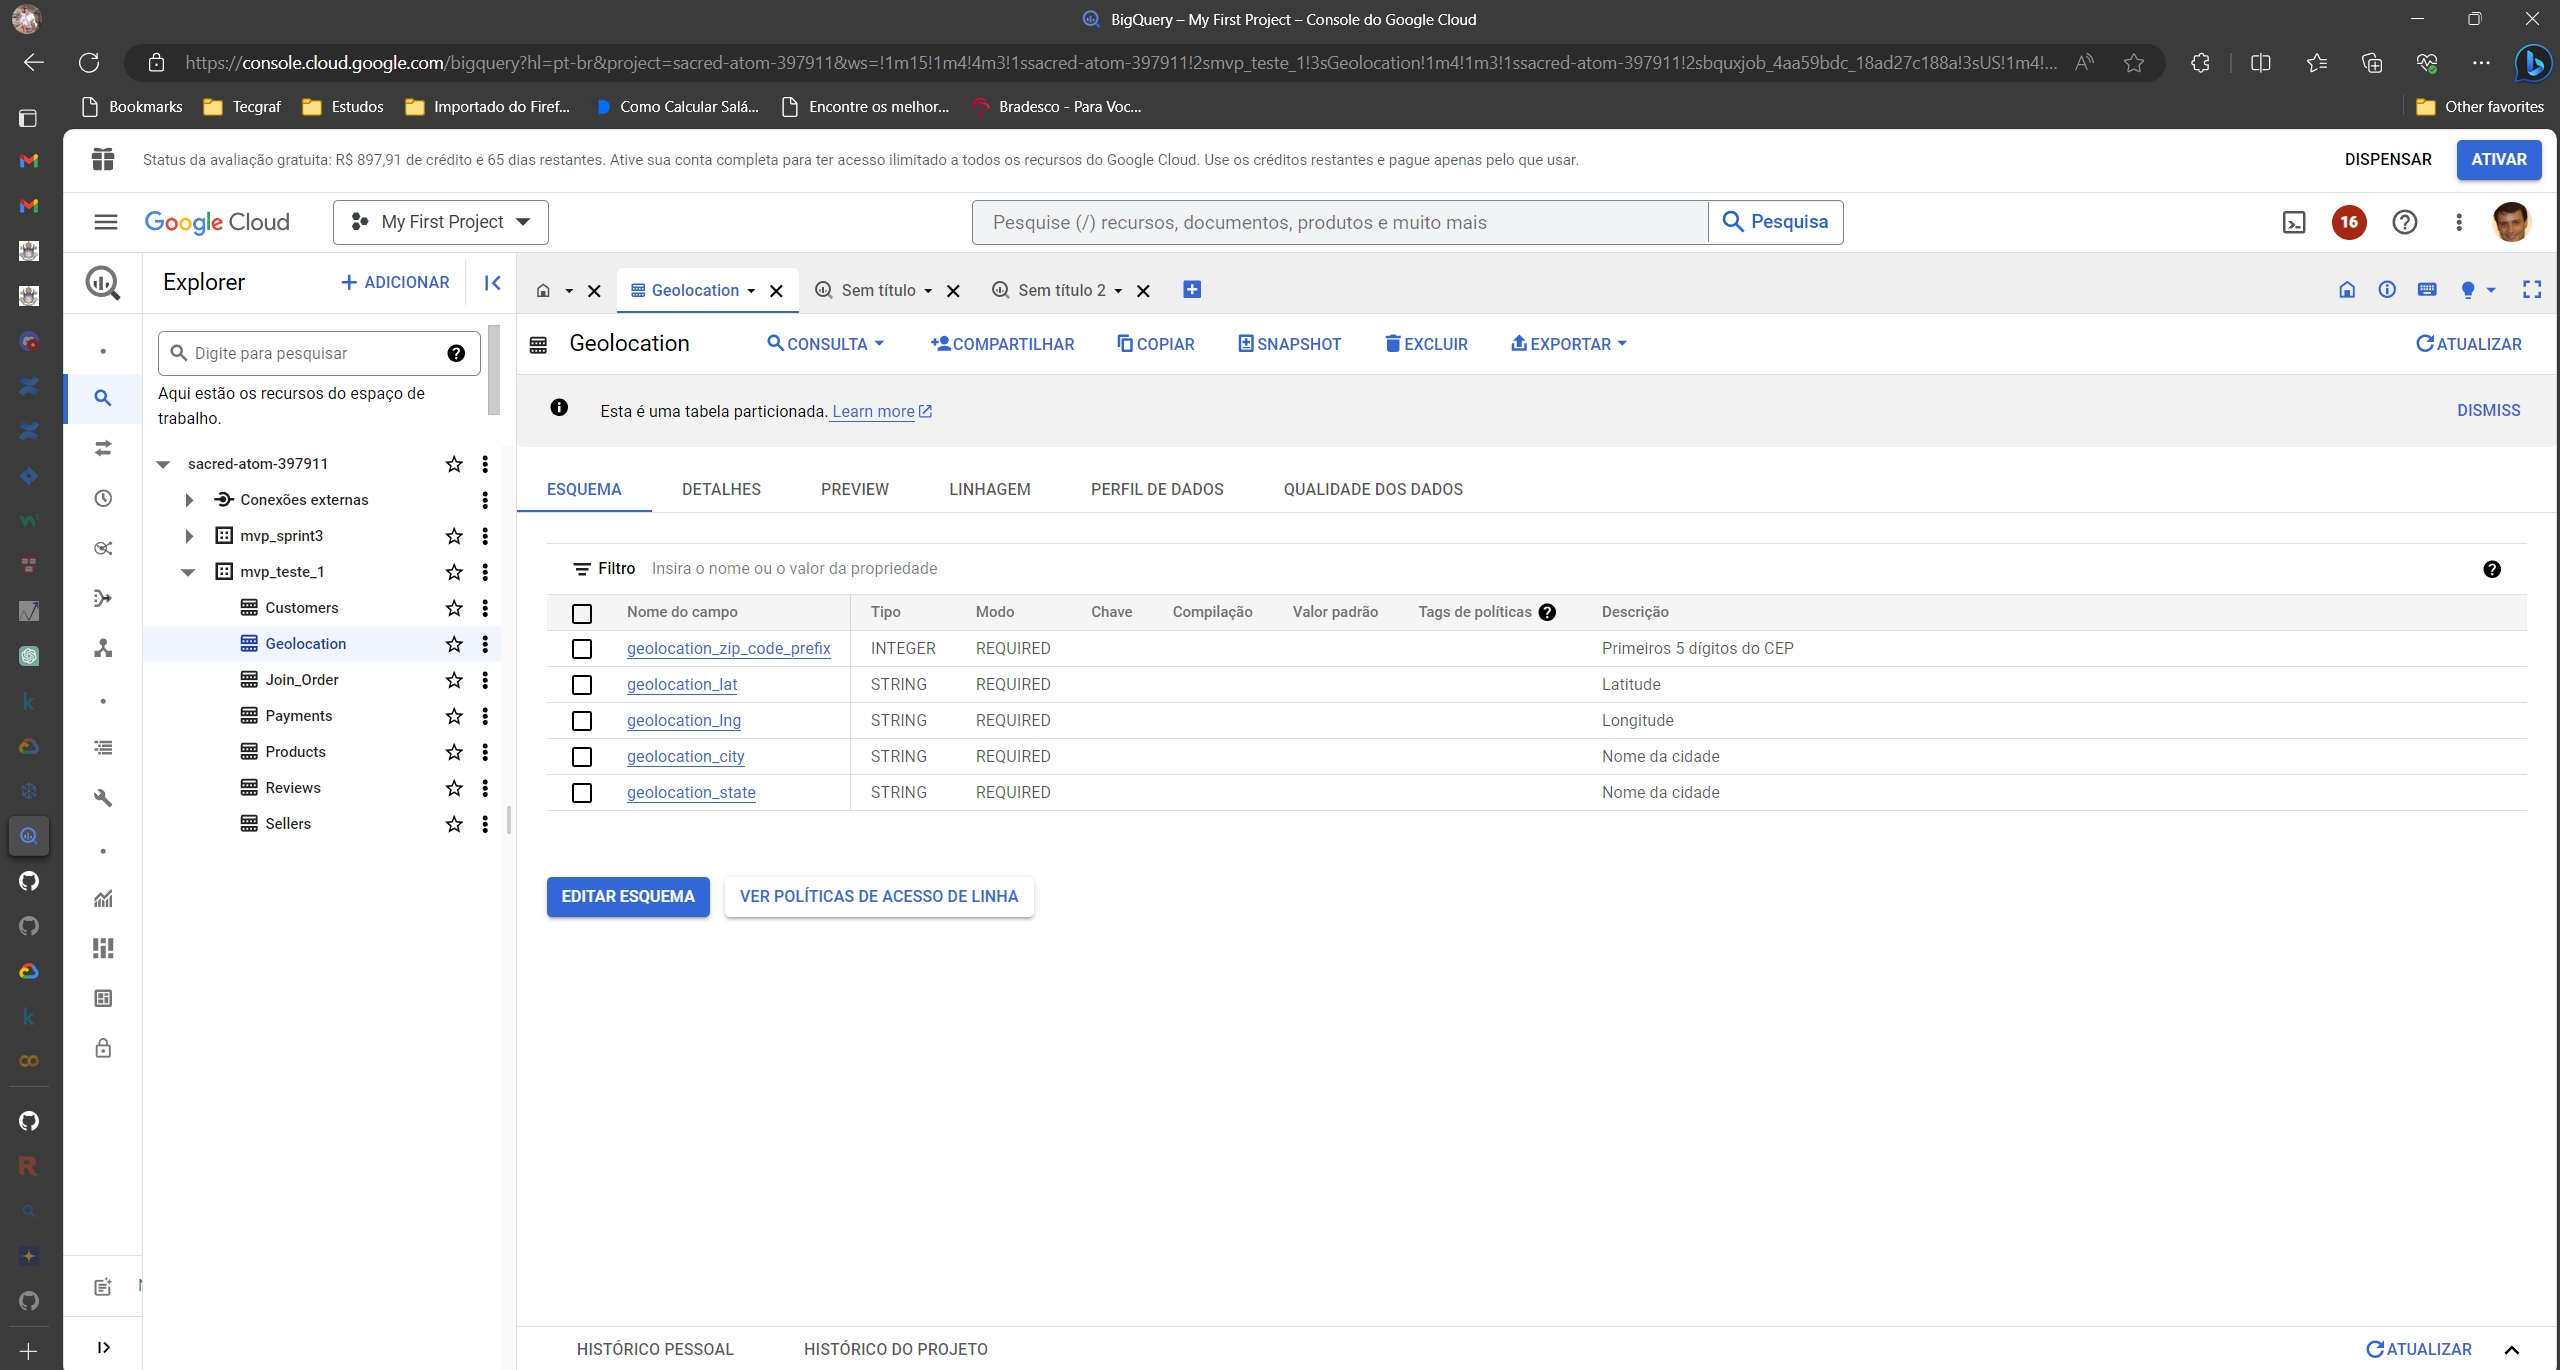 BigQuery – My First Project – Console do Google Cloud
https://console.cloud.google.com/bigquery?hl=pt-br&project=sacred-atom-397911&ws=!1m15!1m4!4m3!1ssacred-atom-397911!2smvp_teste_1!3sGeolocation!1m4!1m3!1ssacred-atom-397911!2sbquxjob_4aa59bdc_18ad27c188a!3sUS!1m4!...
Bookmarks Tecgraf Estudos Importado do Firef... Como Calcular Salá... Encontre os melhor... Bradesco - Para Voc... Other favorites
Status da avaliação gratuita: R$ 897,91 de crédito e 65 dias restantes. Ative sua conta completa para ter acesso ilimitado a todos os recursos do Google Cloud. Use os créditos restantes e pague apenas pelo que usar. DISPENSAR ATIVAR
Google Cloud My First Project Pesquise (/) recursos, documentos, produtos e muito mais Pesquisa 16
Explorer + ADICIONAR
Geolocation Sem título Sem título 2
Digite para pesquisar
Aqui estão os recursos do espaço de
trabalho.
sacred-atom-397911
Conexões externas
mvp_sprint3
mvp_teste_1
Customers
Geolocation
Join_Order
Payments
Products
Reviews
Sellers
Geolocation CONSULTA COMPARTILHAR COPIAR SNAPSHOT EXCLUIR EXPORTAR ATUALIZAR
Esta é uma tabela particionada. Learn more DISMISS
ESQUEMA DETALHES PREVIEW LINHAGEM PERFIL DE DADOS QUALIDADE DOS DADOS
Filtro Insira o nome ou o valor da propriedade
Nome do campo Tipo Modo Chave Compilação Valor padrão Tags de políticas Descrição
geolocation_zip_code_prefix INTEGER REQUIRED Primeiros 5 dígitos do CEP
geolocation_lat STRING REQUIRED Latitude
geolocation_lng STRING REQUIRED Longitude
geolocation_city STRING REQUIRED Nome da cidade
geolocation_state STRING REQUIRED Nome da cidade
EDITAR ESQUEMA VER POLÍTICAS DE ACESSO DE LINHA
HISTÓRICO PESSOAL HISTÓRICO DO PROJETO ATUALIZAR